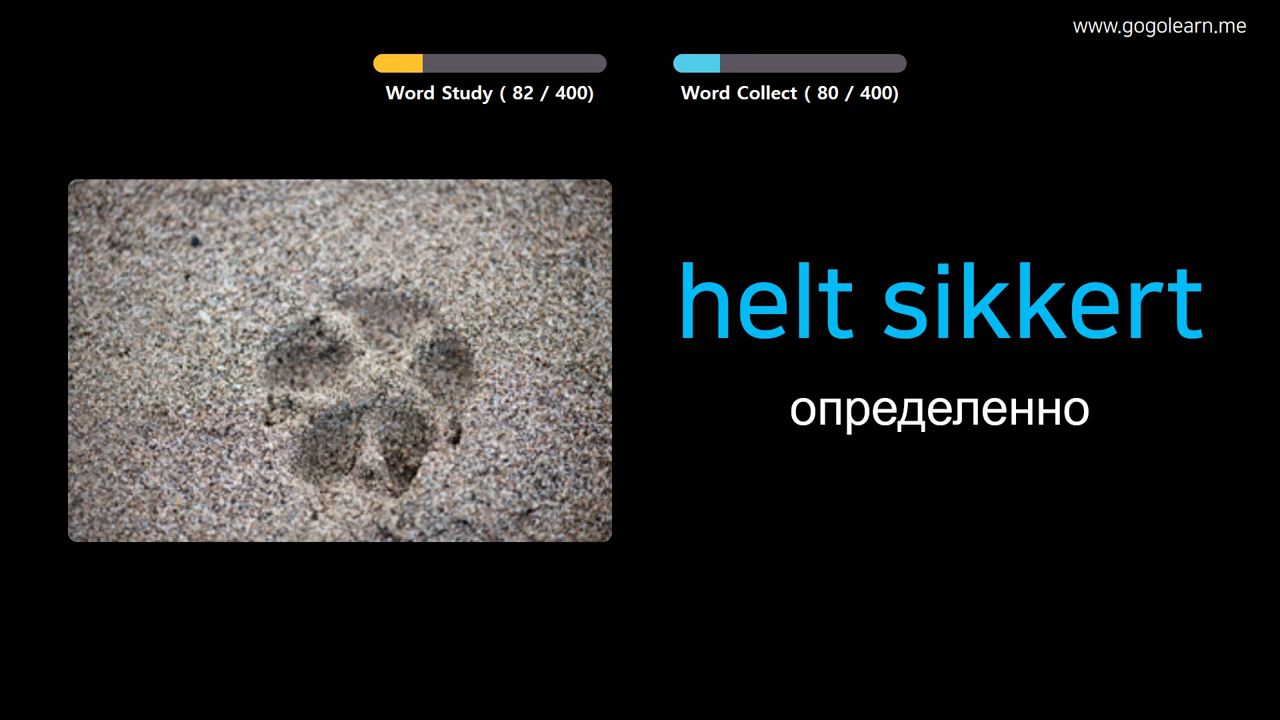 www.gogolearn.me
Word Study ( 82 / 400)
Word Collect ( 80 / 400)
helt sikkert
определенно